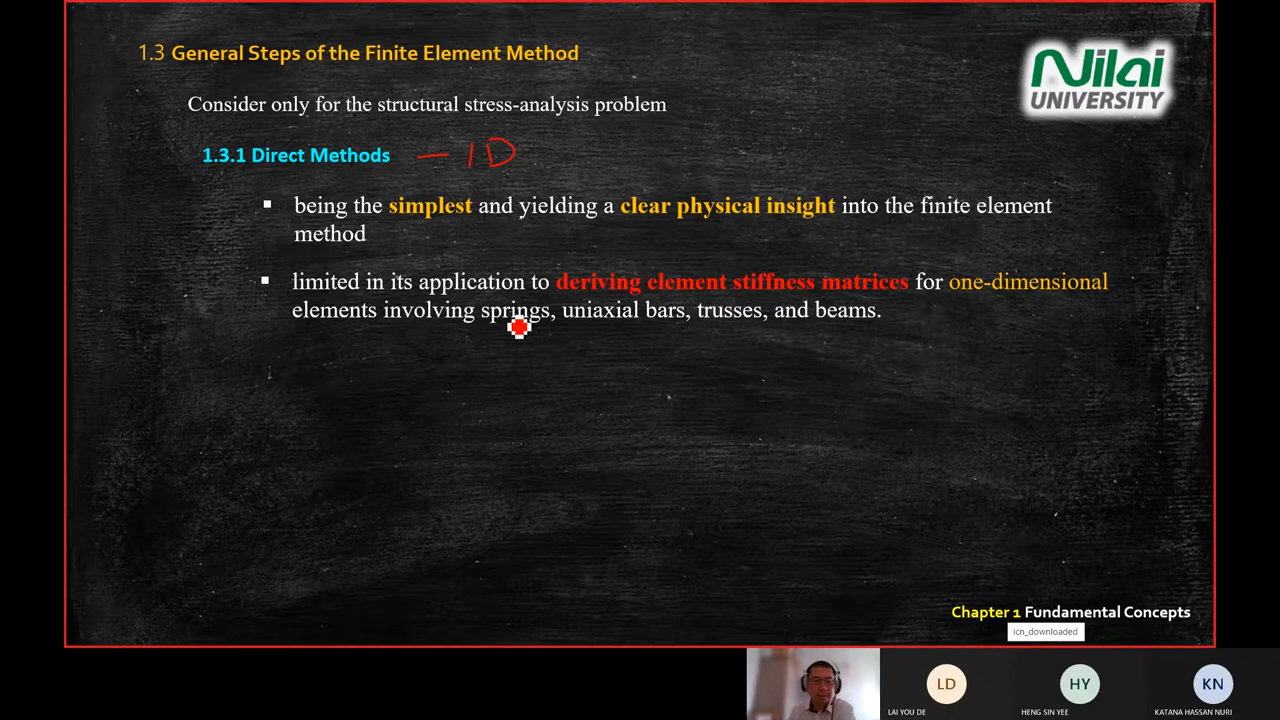 1.3 General Steps of the Finite Element Method
Nilai
UNIVERSITY
Consider only for the structural stress-analysis problem
1.3.1 Direct Methods — 1D
▪ being the simplest and yielding a clear physical insight into the finite element
method
▪ limited in its application to deriving element stiffness matrices for one-dimensional
elements involving springs, uniaxial bars, trusses, and beams.
Chapter 1 Fundamental Concepts
icn_downloaded
LD
HY
KN
LAI YOU DE
HENG SIN YEE
KATANA HASSAN NURI